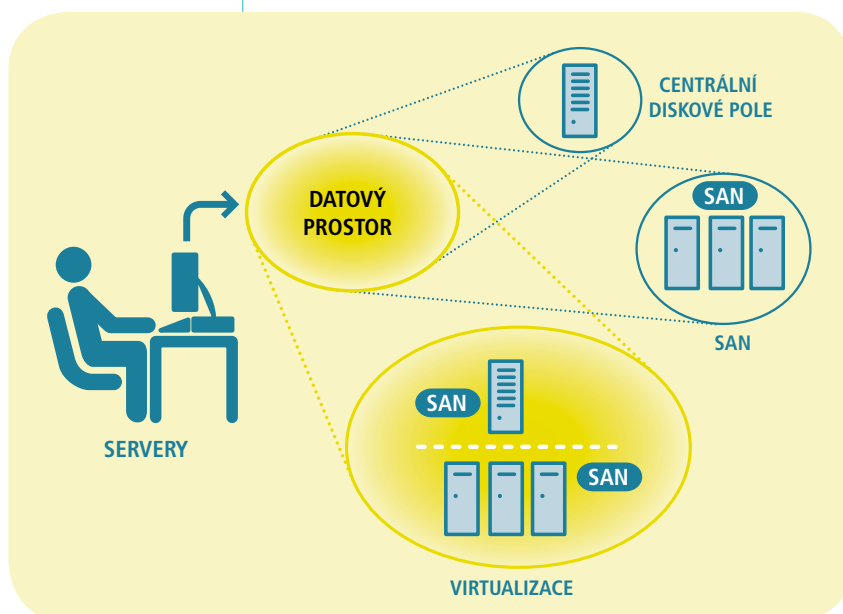 CENTRÁLNÍ
DISKOVÉ POLE
DATOVÝ
PROSTOR
SAN
SAN
SAN
SAN
SERVERY
VIRTUALIZACE